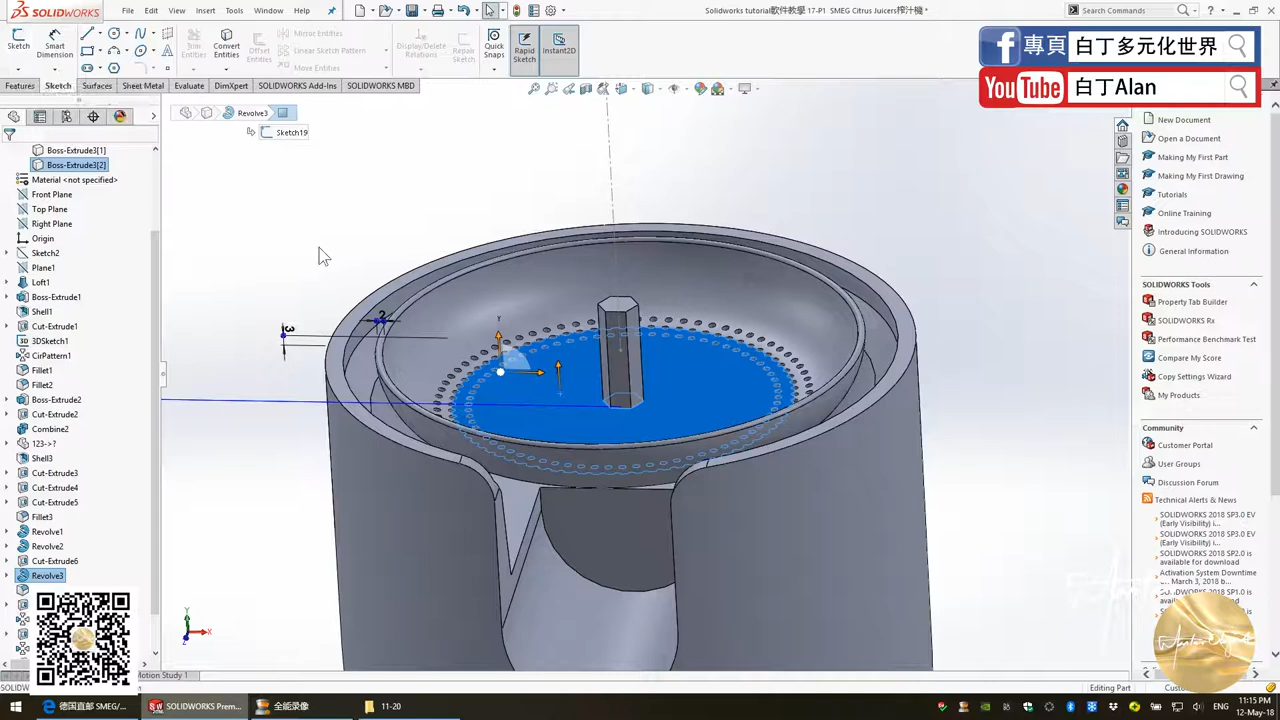 SOLIDWORKS
File Edit View Insert Tools Window Help
Solidworks tutorial軟件教學 17-P1 SMEG Citrus Juicers榨汁機 *
Search Commands
Sketch
Smart Dimension
Trim Entities
Convert Entities
Offset Entities
Mirror Entities
Linear Sketch Pattern
Move Entities
Display/Delete Relations
Repair Sketch
Quick Snaps
Rapid Sketch
Instant2D
專頁 白丁多元化世界
YouTube 白丁Alan
Features Sketch Surfaces Sheet Metal Evaluate DimXpert SOLIDWORKS Add-Ins SOLIDWORKS MBD
Revolve3
Sketch19
Boss-Extrude3[1]
Boss-Extrude3[2]
Material <not specified>
Front Plane
Top Plane
Right Plane
Origin
Sketch2
Plane1
Loft1
Boss-Extrude1
Shell1
Cut-Extrude1
3DSketch1
CirPattern1
Fillet1
Fillet2
Boss-Extrude2
Cut-Extrude2
Combine2
123->?
Shell3
Cut-Extrude3
Cut-Extrude4
Cut-Extrude5
Fillet3
Revolve1
Revolve2
Cut-Extrude6
Revolve3
2
3
Y
Y
X
Z
New Document
Open a Document
Making My First Part
Making My First Drawing
Tutorials
Online Training
Introducing SOLIDWORKS
General Information
SOLIDWORKS Tools
Property Tab Builder
SOLIDWORKS Rx
Performance Benchmark Test
Compare My Score
Copy Settings Wizard
My Products
Community
Customer Portal
User Groups
Discussion Forum
Technical Alerts & News
SOLIDWORKS 2018 SP3.0 EV
(Early Visibility) i...
SOLIDWORKS 2018 SP3.0 EV
(Early Visibility) i...
SOLIDWORKS 2018 SP2.0 is
available for download
Activation System Downtime
March 3, 2018 b...
Motion Study 1
Editing Part
德国直邮 SMEG/...
SOLIDWORKS Prem...
全能录像
11-20
ENG
11:15 PM
12-May-18